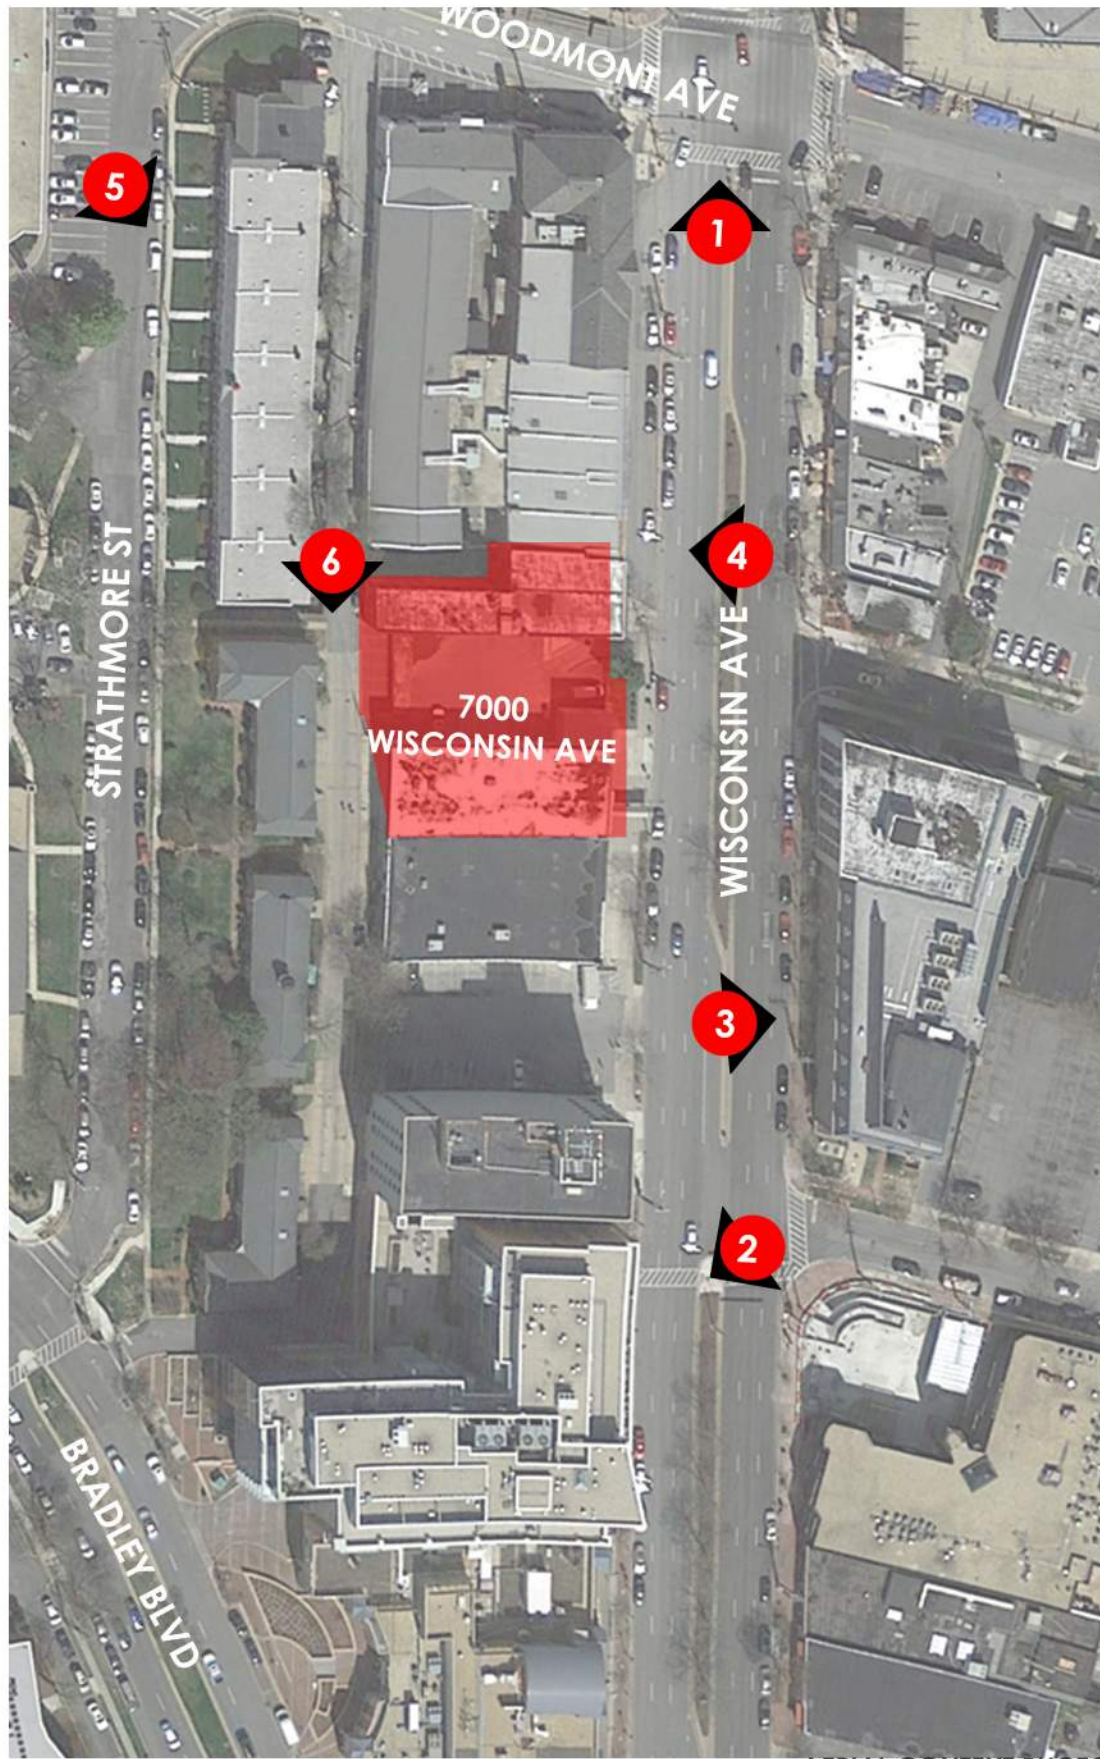 WOODMONT AVE
5
1
6
4
STRATHMORE ST
7000
WISCONSIN AVE
WISCONSIN AVE
3
2
BRADLEY BLVD